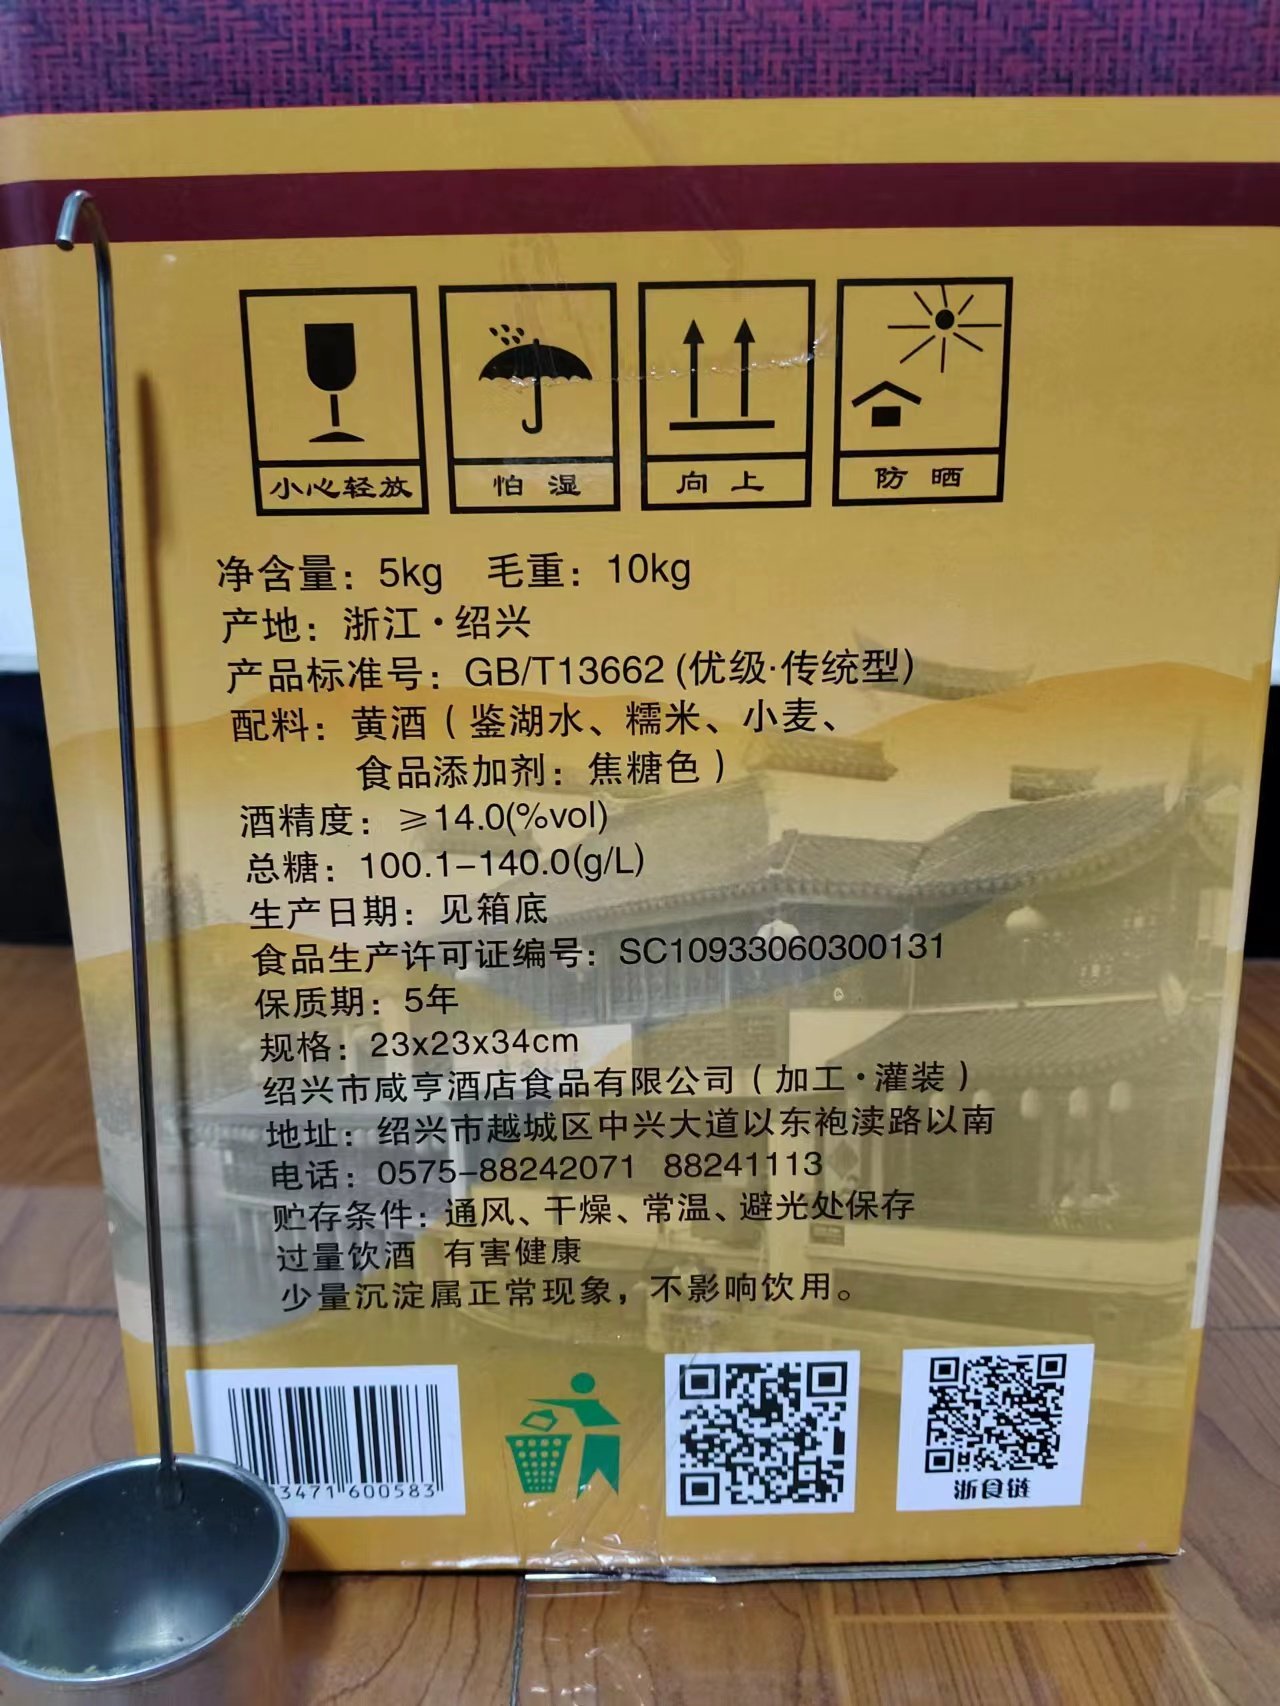 小心轻放
怕湿
向上
防晒
净含量：5kg 毛重：10kg
产地：浙江·绍兴
产品标准号：GB/T13662 (优级·传统型)
配料：黄酒（鉴湖水、糯米、小麦、
食品添加剂：焦糖色）
酒精度：≥14.0(%vol)
总糖：100.1-140.0(g/L)
生产日期：见箱底
食品生产许可证编号：SC10933060300131
保质期：5年
规格：23x23x34cm
绍兴市咸亨酒店食品有限公司（加工·灌装）
地址：绍兴市越城区中兴大道以东袍渎路以南
电话：0575-88242071 88241113
贮存条件：通风、干燥、常温、避光处保存
过量饮酒 有害健康
少量沉淀属正常现象，不影响饮用。
3471 600583
浙食链